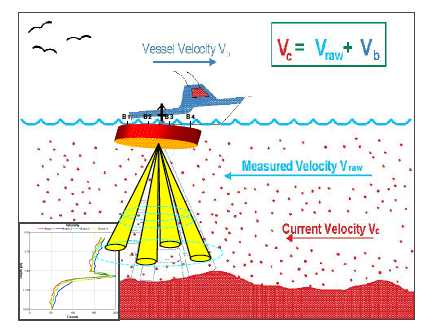 Vessel Velocity Vb
Vc = Vraw + Vb
B1 B2 B3 B4
Measured Velocity Vraw
Current Velocity Vc